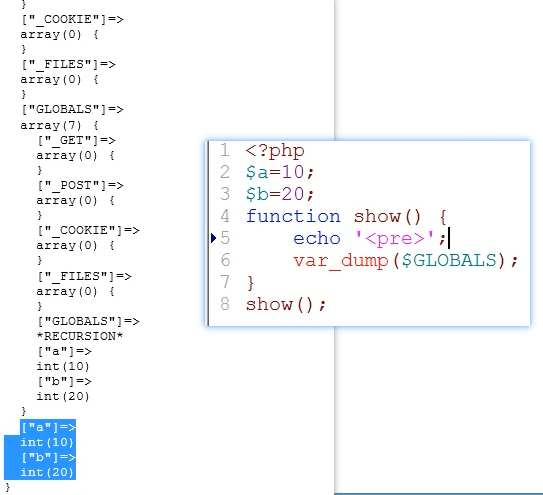 }
["_COOKIE"]=>
array(0) {
}
["_FILES"]=>
array(0) {
}
["GLOBALS"]=>
array(7) {
["_GET"]=>
array(0) {
}
["_POST"]=>
array(0) {
}
["_COOKIE"]=>
array(0) {
}
["_FILES"]=>
array(0) {
}
["GLOBALS"]=>
*RECURSION*
["a"]=>
int(10)
["b"]=>
int(20)
}
["a"]=>
int(10)
["b"]=>
int(20)
}
1 <?php
2 $a=10;
3 $b=20;
4 function show() {
5 echo '<pre>';
6 var_dump($GLOBALS);
7 }
8 show();